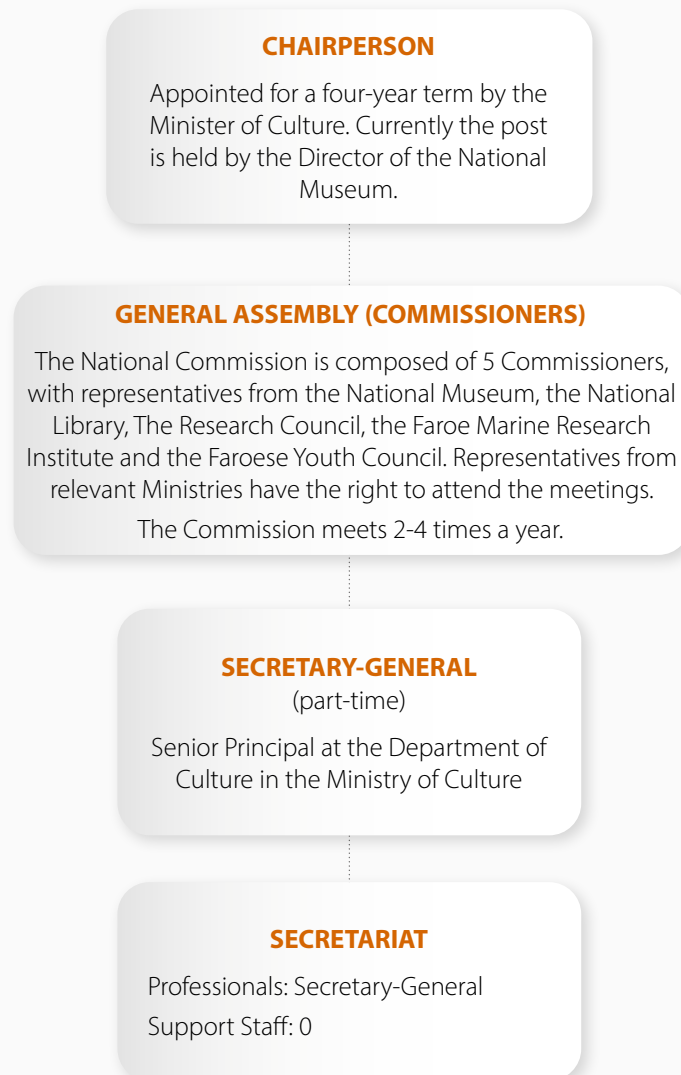 CHAIRPERSON
Appointed for a four-year term by the
Minister of Culture. Currently the post
is held by the Director of the National
Museum.
GENERAL ASSEMBLY (COMMISSIONERS)
The National Commission is composed of 5 Commissioners,
with representatives from the National Museum, the National
Library, The Research Council, the Faroe Marine Research
Institute and the Faroese Youth Council. Representatives from
relevant Ministries have the right to attend the meetings.
The Commission meets 2-4 times a year.
SECRETARY-GENERAL
(part-time)
Senior Principal at the Department of
Culture in the Ministry of Culture
SECRETARIAT
Professionals: Secretary-General
Support Staff: 0